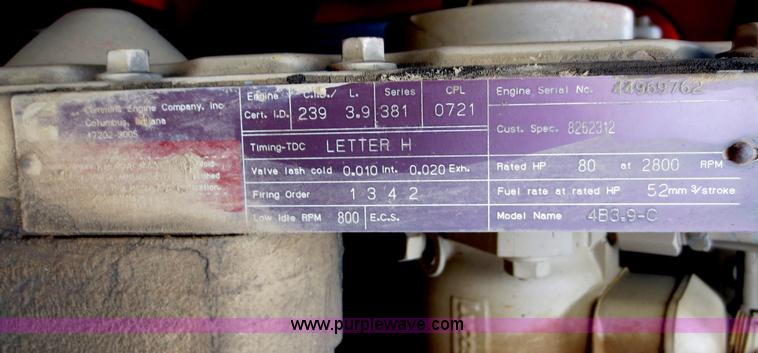 Cummins Engine Company, Inc.
Columbus, Indiana
47202-3005
Engine C.I.D./ L. Series CPL
Cert. I.D. 239 3.9 381 0721
Timing-TDC LETTER H
Valve lash cold 0.010 Int. 0.020 Exh.
Firing Order 1 3 4 2
Low Idle RPM 800 E.C.S.
Engine Serial No. 44969762
Cust. Spec. 8262312
Rated HP 80 at 2800 RPM
Fuel rate at rated HP 52mm³/stroke
Model Name 4B3.9-C
www.purplewave.com